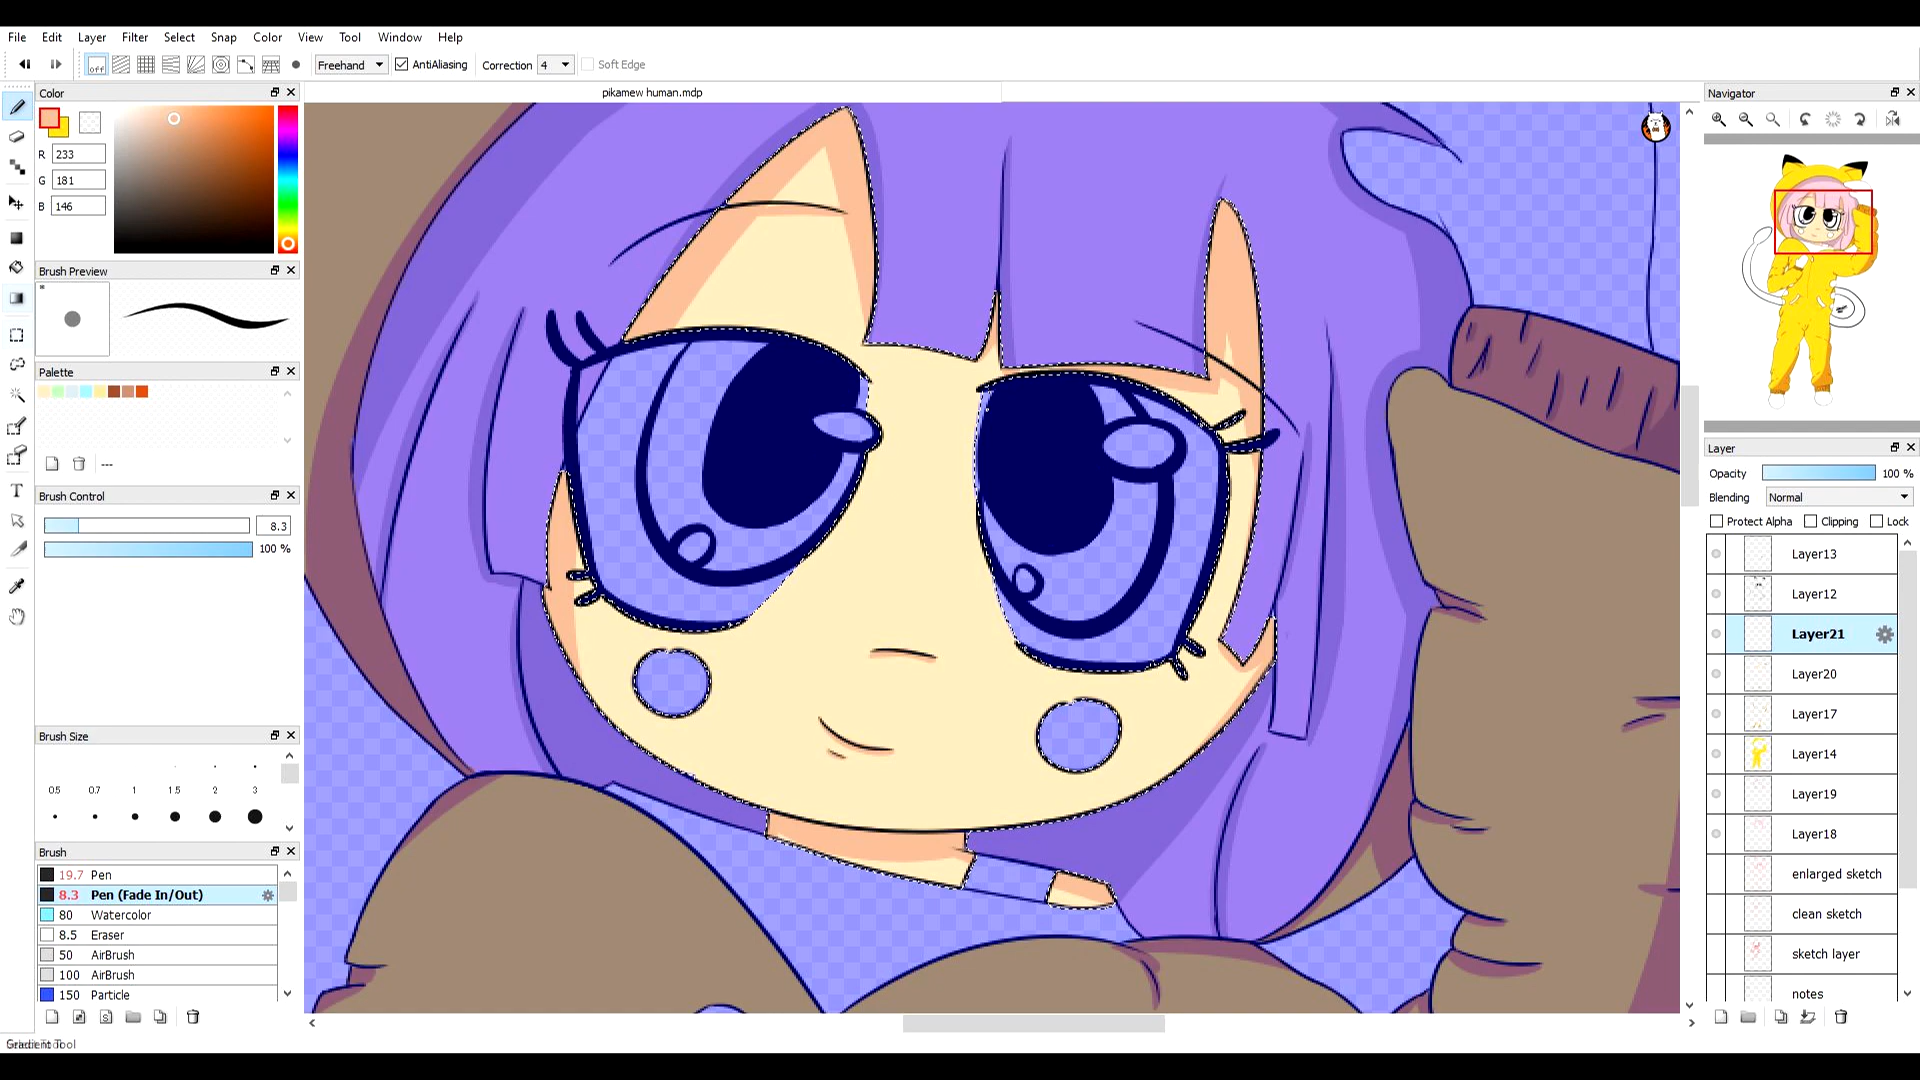 File Edit Layer Filter Select Snap Color View Tool Window Help
off Freehand AntiAliasing Correction 4 Soft Edge
Color
pikamew human.mdp
Navigator
R 233
G 181
B 146
Brush Preview
Palette
---
Brush Control
8.3
100 %
Brush Size
0.5 0.7 1 1.5 2 3
Brush
19.7 Pen
8.3 Pen (Fade In/Out)
80 Watercolor
8.5 Eraser
50 AirBrush
100 AirBrush
150 Particle
Layer
Opacity 100 %
Blending Normal
Protect Alpha Clipping Lock
Layer13
Layer12
Layer21
Layer20
Layer17
Layer14
Layer19
Layer18
enlarged sketch
clean sketch
sketch layer
notes